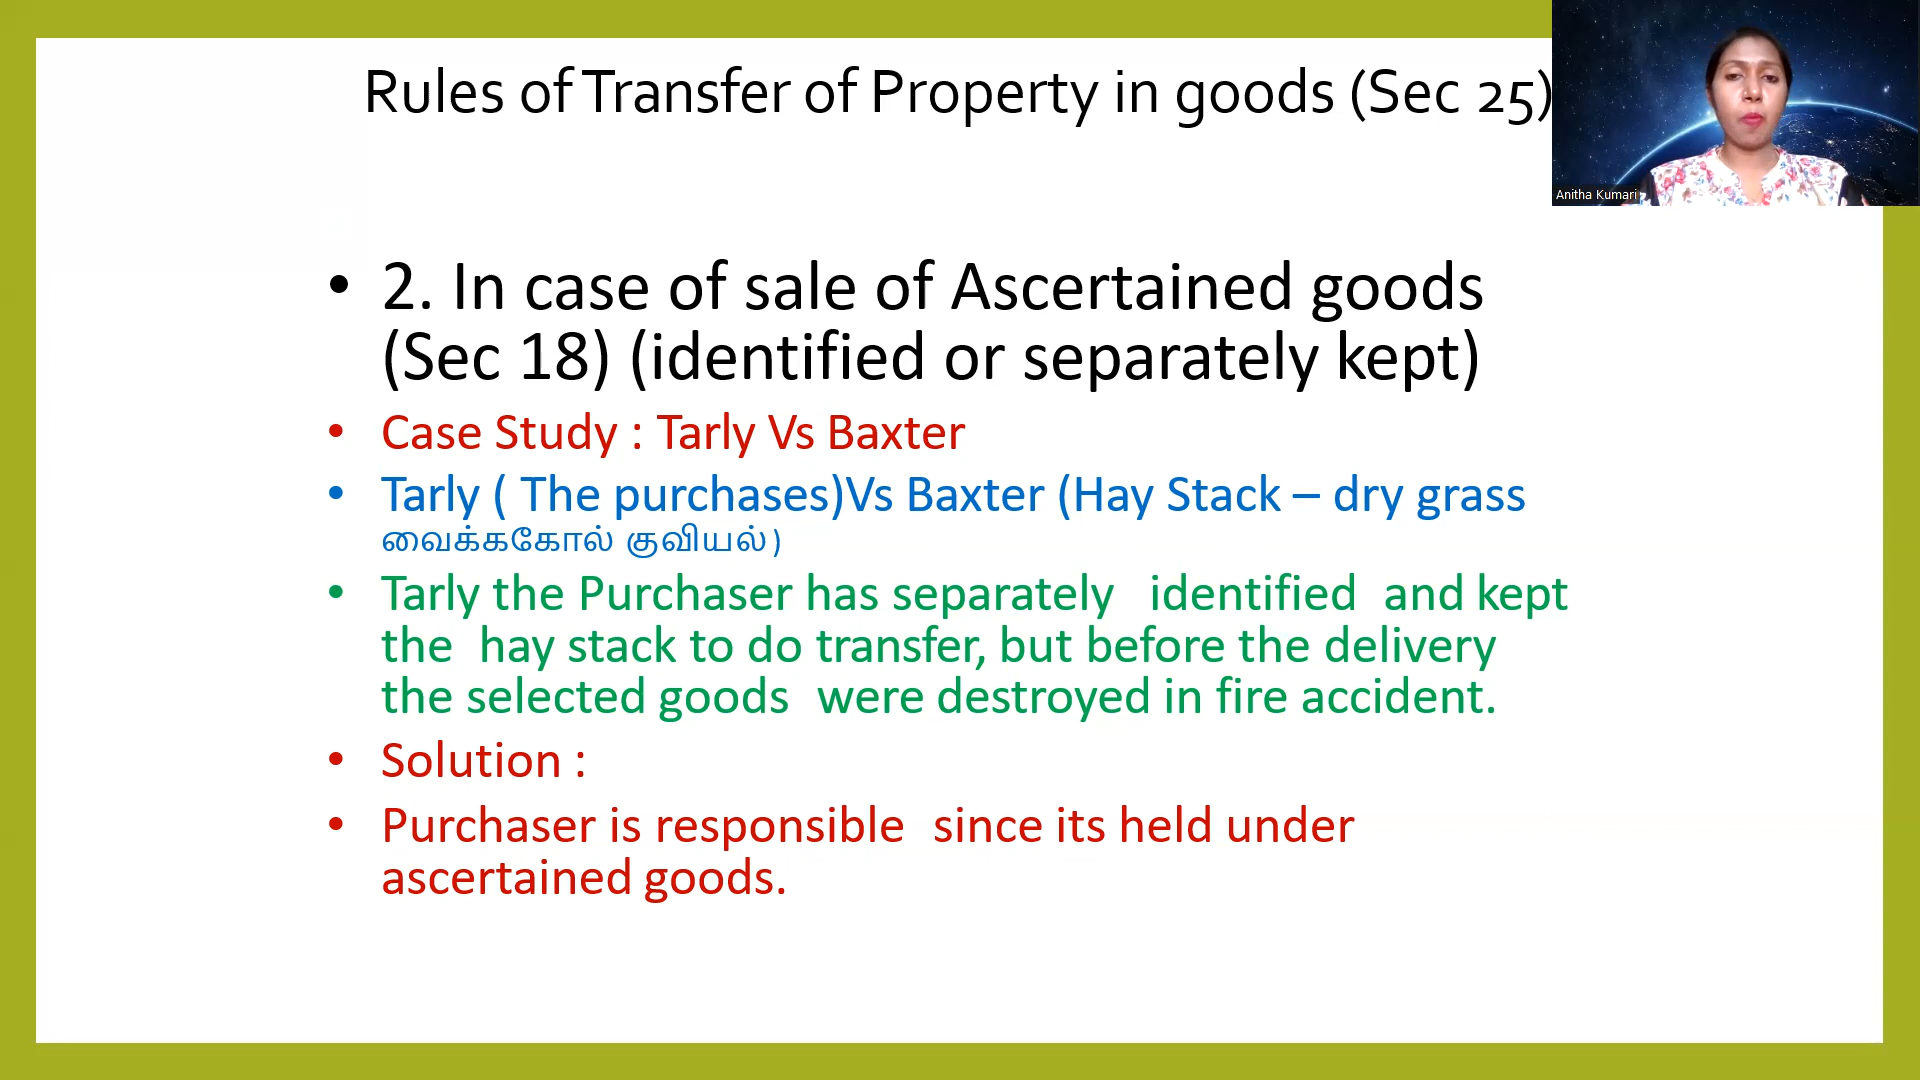 Rules of Transfer of Property in goods (Sec 25)
Anitha Kumari
• 2. In case of sale of Ascertained goods
(Sec 18) (identified or separately kept)
• Case Study : Tarly Vs Baxter
• Tarly ( The purchases)Vs Baxter (Hay Stack – dry grass
வைக்ககோல் குவியல்)
• Tarly the Purchaser has separately identified and kept
the hay stack to do transfer, but before the delivery
the selected goods were destroyed in fire accident.
• Solution :
• Purchaser is responsible since its held under
ascertained goods.